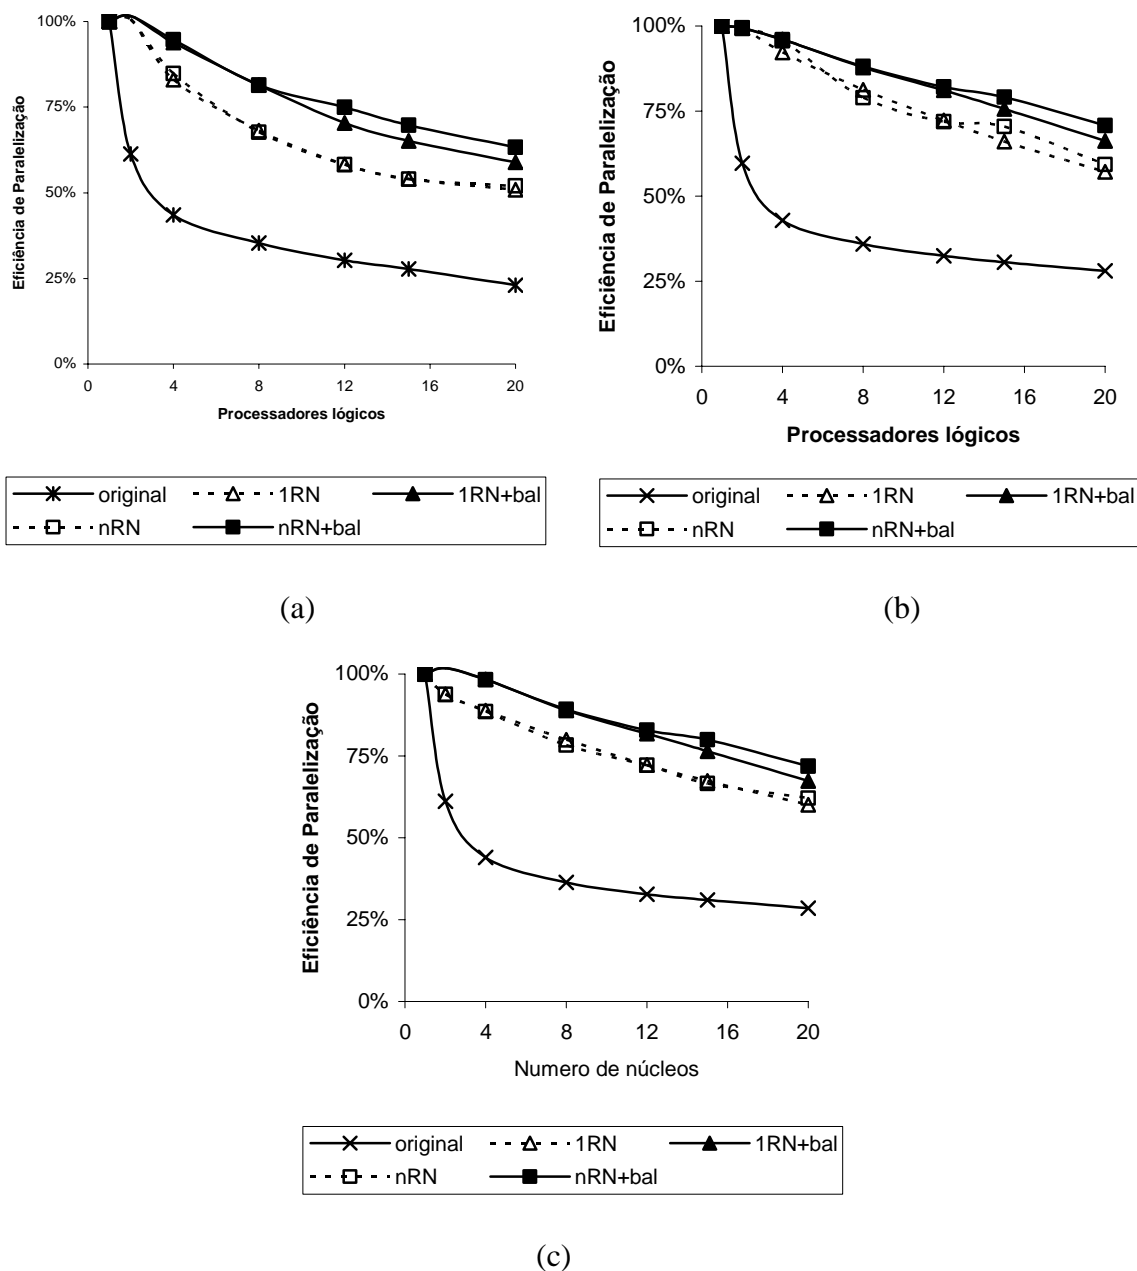 100%
75%
50%
25%
0%
Eficiência de Paralelização
0 4 8 12 16 20
Processadores lógicos
original 1RN 1RN+bal
nRN nRN+bal
(a)
100%
75%
50%
25%
0%
Eficiência de Paralelização
0 4 8 12 16 20
Processadores lógicos
original 1RN 1RN+bal
nRN nRN+bal
(b)
100%
75%
50%
25%
0%
Eficiência de Paralelização
0 4 8 12 16 20
Numero de núcleos
original 1RN 1RN+bal
nRN nRN+bal
(c)